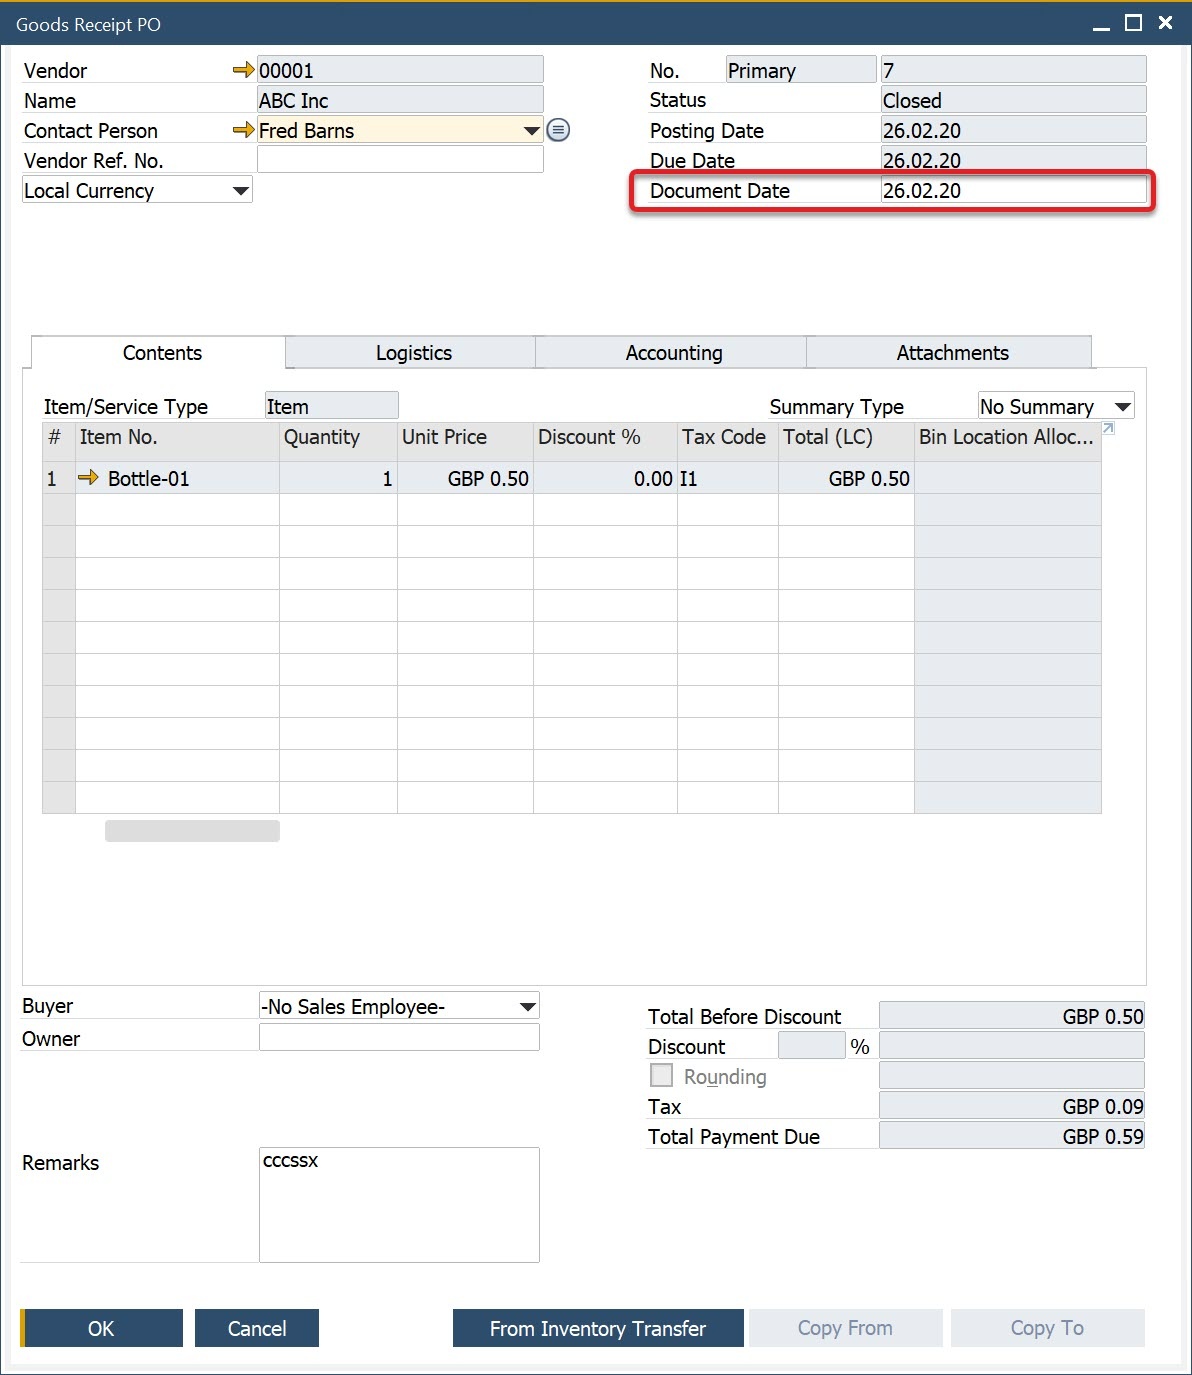 Goods Receipt PO
Vendor 00001 No. Primary 7
Name ABC Inc Status Closed
Contact Person Fred Barns Posting Date 26.02.20
Vendor Ref. No. Due Date 26.02.20
Local Currency Document Date 26.02.20
Contents Logistics Accounting Attachments
Item/Service Type Item Summary Type No Summary
# Item No. Quantity Unit Price Discount % Tax Code Total (LC) Bin Location Alloc...
1 Bottle-01 1 GBP 0.50 0.00 I1 GBP 0.50
Buyer -No Sales Employee- Total Before Discount GBP 0.50
Owner Discount %
Rounding
Tax GBP 0.09
Total Payment Due GBP 0.59
Remarks cccssx
OK Cancel From Inventory Transfer Copy From Copy To